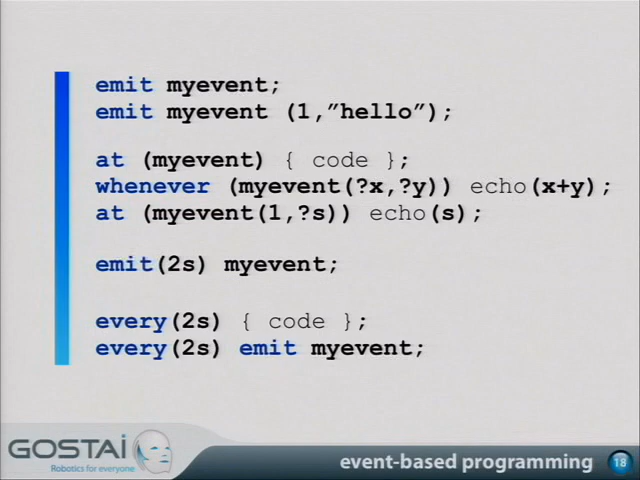 emit myevent;
emit myevent (1,”hello”);
at (myevent) { code };
whenever (myevent(?x,?y)) echo(x+y);
at (myevent(1,?s)) echo(s);
emit(2s) myevent;
every(2s) { code };
every(2s) emit myevent;
GOSTAI
Robotics for everyone
event-based programming 18